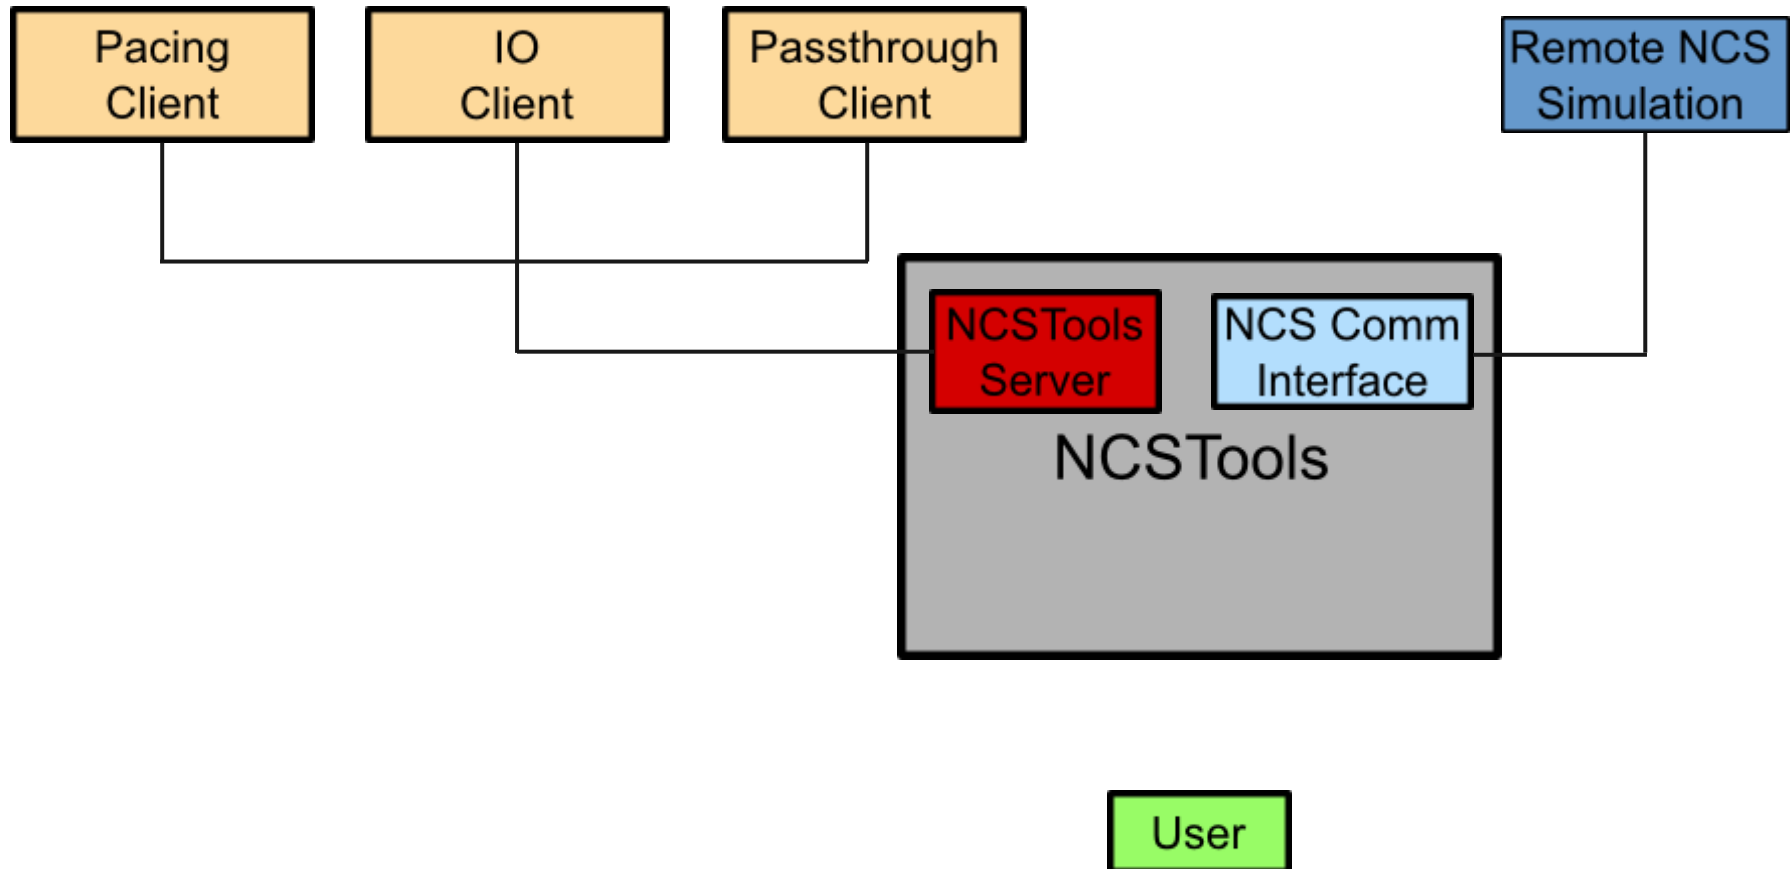 Pacing
Client
IO
Client
Passthrough
Client
Remote NCS
Simulation
NCSTools
Server
NCS Comm
Interface
NCSTools
User